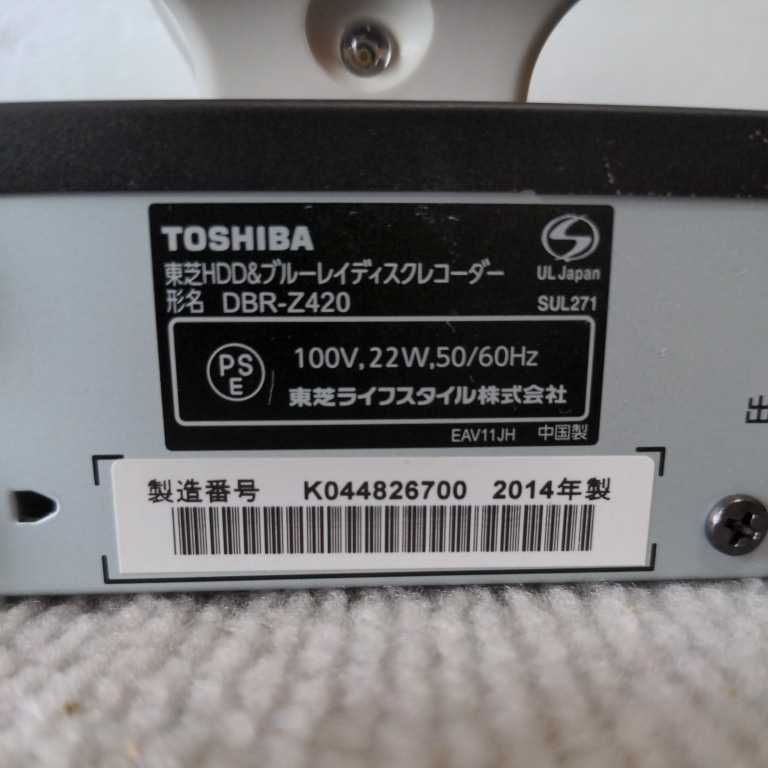 TOSHIBA
東芝HDD&ブルーレイディスクレコーダー
形名 DBR-Z420
UL Japan
SUL271
PS
E
100V,22W,50/60Hz
東芝ライフスタイル株式会社
EAV11JH 中国製
製造番号 K044826700 2014年製
出